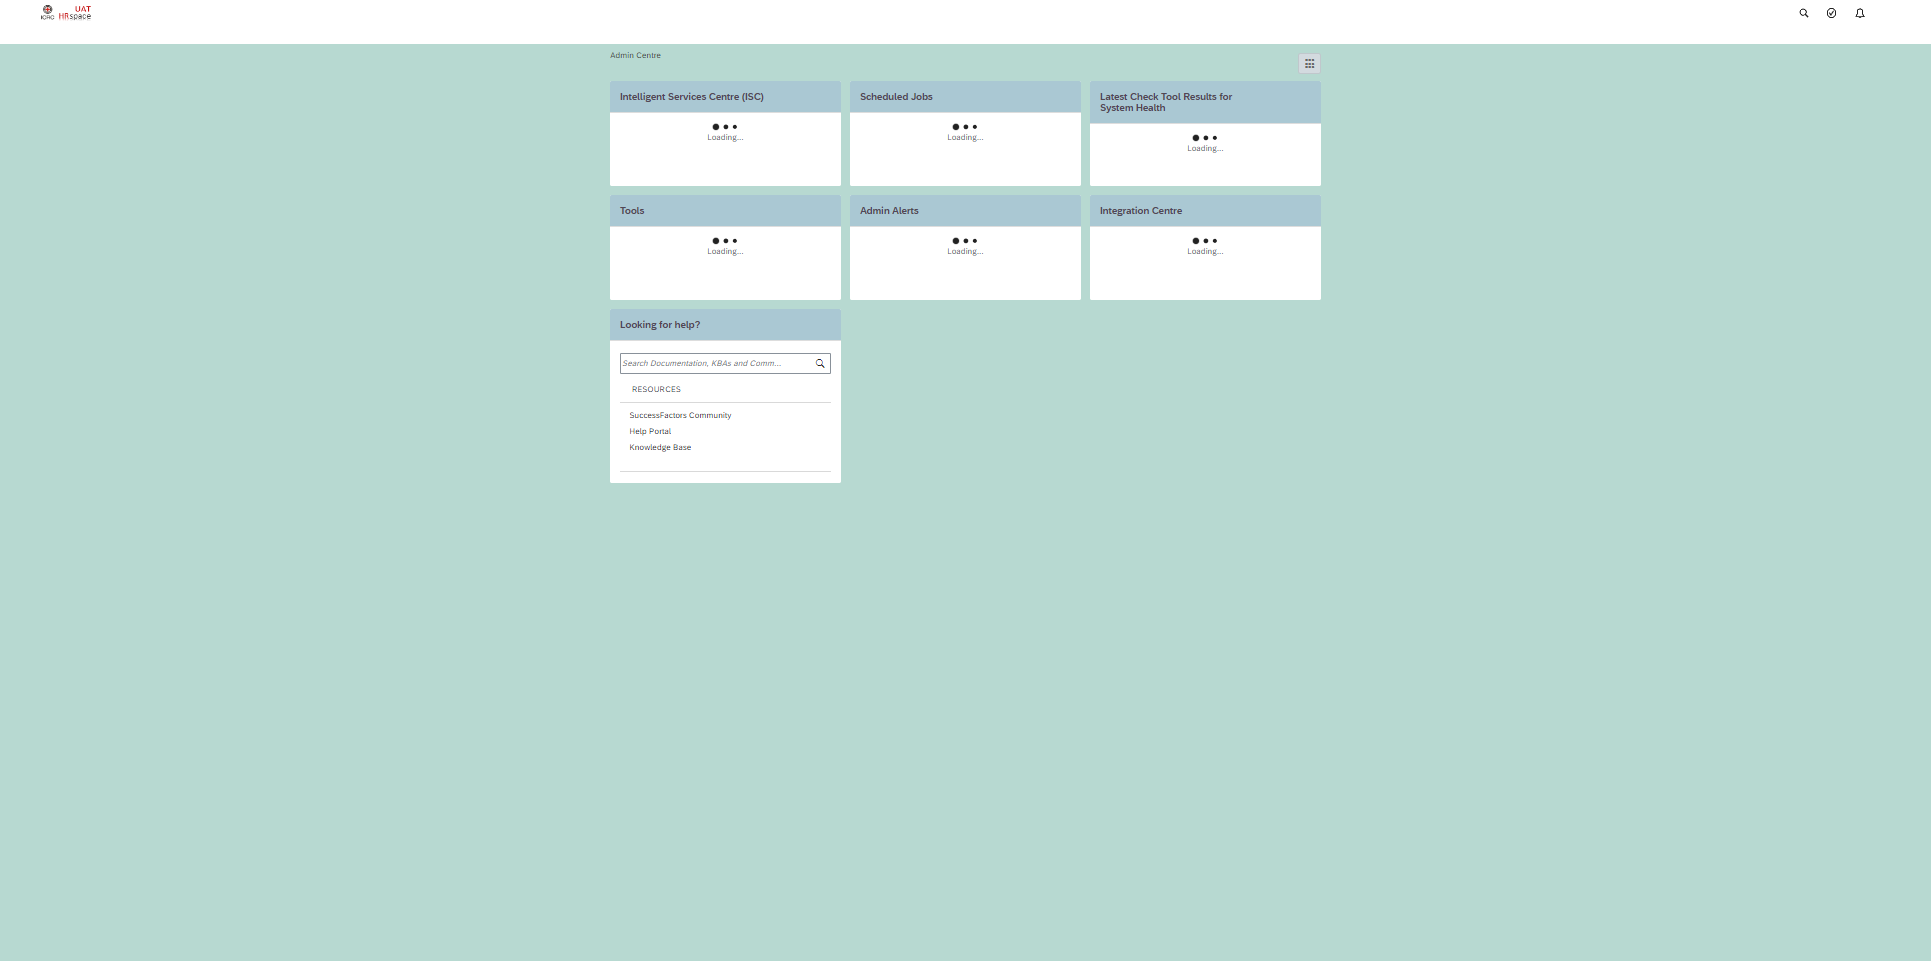 UAT
ICRC HRspace
Admin Centre
Intelligent Services Centre (ISC)
Loading...
Scheduled Jobs
Loading...
Latest Check Tool Results for
System Health
Loading...
Tools
Loading...
Admin Alerts
Loading...
Integration Centre
Loading...
Looking for help?
Search Documentation, KBAs and Comm...
RESOURCES
SuccessFactors Community
Help Portal
Knowledge Base